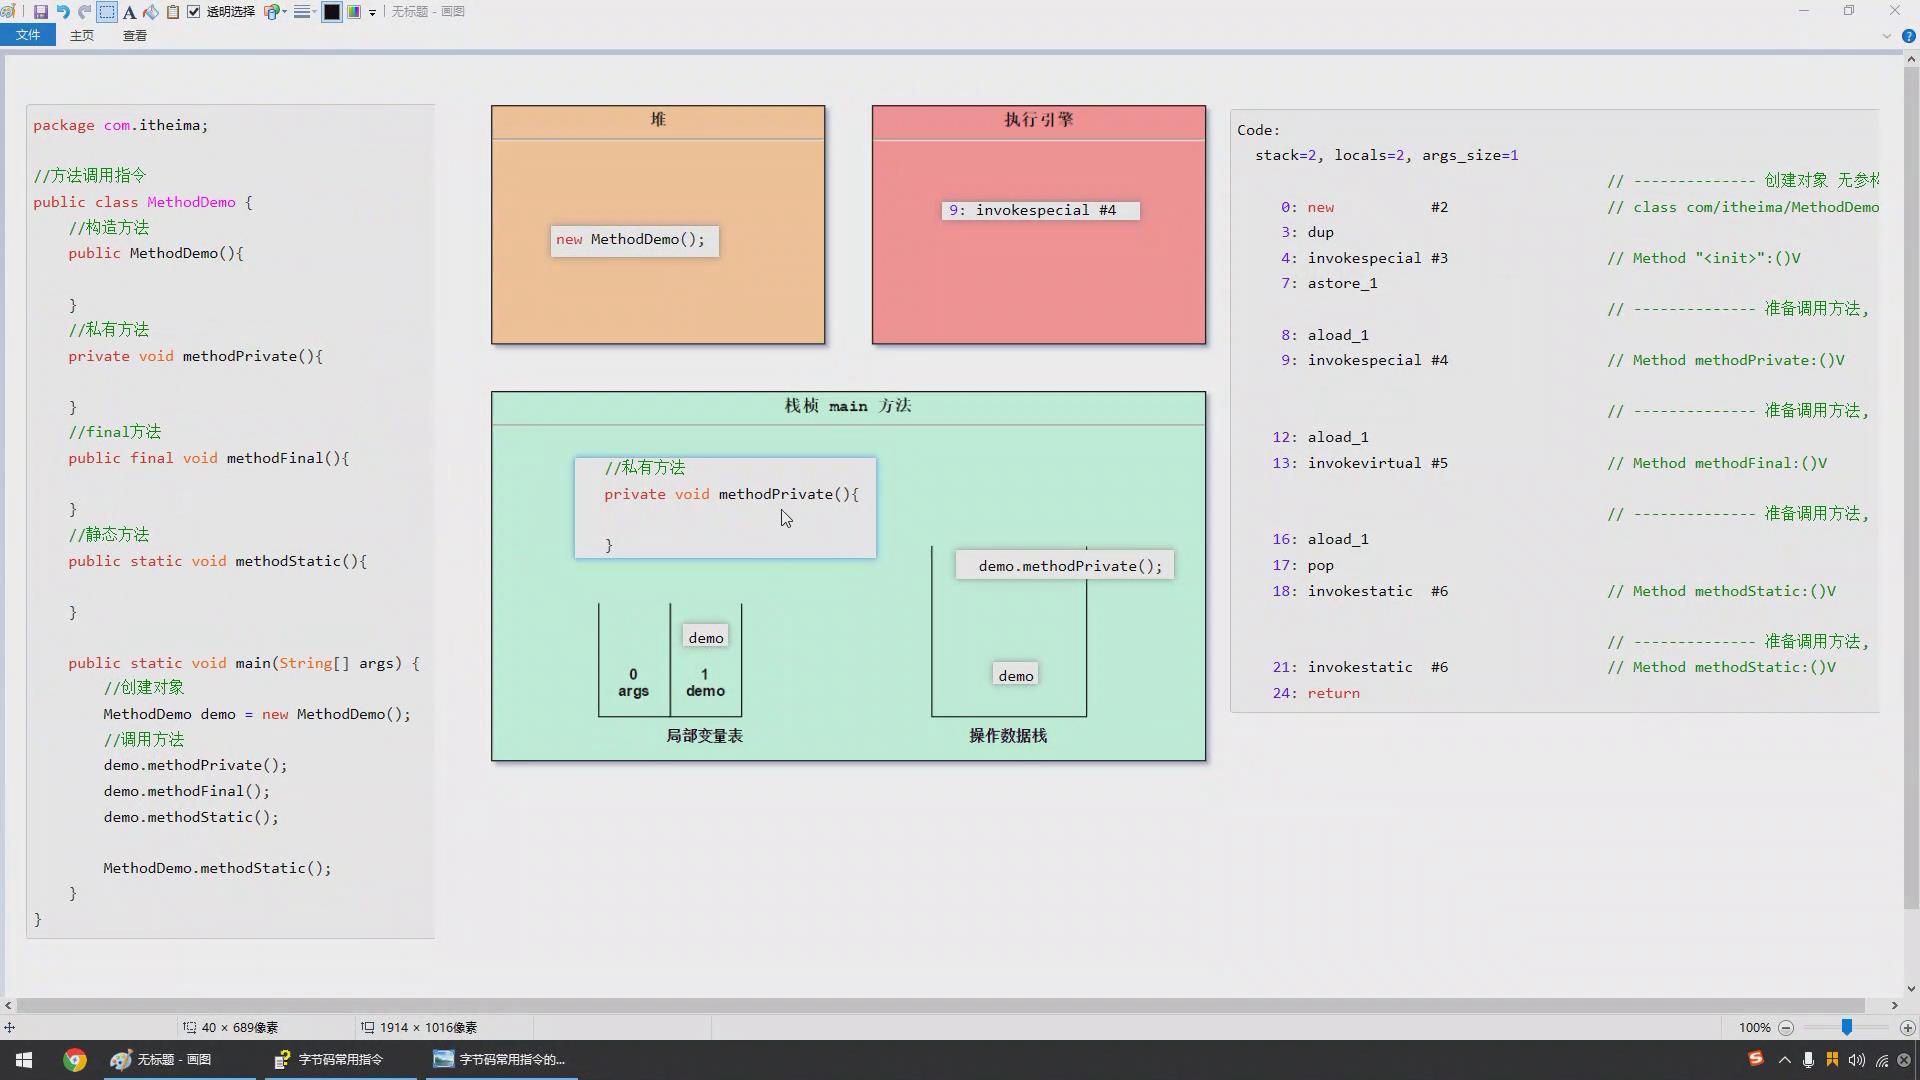 透明选择
无标题 - 画图
文件
主页
查看
package com.itheima;
//方法调用指令
public class MethodDemo {
//构造方法
public MethodDemo(){
}
//私有方法
private void methodPrivate(){
}
//final方法
public final void methodFinal(){
}
//静态方法
public static void methodStatic(){
}
public static void main(String[] args) {
//创建对象
MethodDemo demo = new MethodDemo();
//调用方法
demo.methodPrivate();
demo.methodFinal();
demo.methodStatic();
MethodDemo.methodStatic();
}
}
堆
new MethodDemo();
执行引擎
9: invokespecial #4
栈桢 main 方法
//私有方法
private void methodPrivate(){
}
demo
0 args
1 demo
局部变量表
demo.methodPrivate();
demo
操作数据栈
Code:
stack=2, locals=2, args_size=1
// -------------- 创建对象 无参构
0: new #2 // class com/itheima/MethodDemo
3: dup
4: invokespecial #3 // Method "<init>":()V
7: astore_1
// -------------- 准备调用方法,
8: aload_1
9: invokespecial #4 // Method methodPrivate:()V
// -------------- 准备调用方法,
12: aload_1
13: invokevirtual #5 // Method methodFinal:()V
// -------------- 准备调用方法,
16: aload_1
17: pop
18: invokestatic #6 // Method methodStatic:()V
// -------------- 准备调用方法,
21: invokestatic #6 // Method methodStatic:()V
24: return
40 × 689像素
1914 × 1016像素
100%
无标题 - 画图
字节码常用指令
字节码常用指令的...